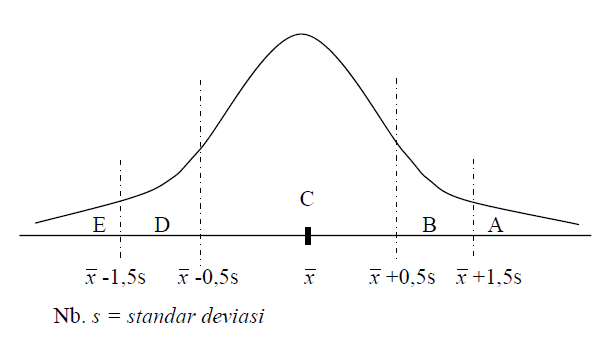 C
E D B A
x̅ -1,5s x̅ -0,5s x̅ x̅ +0,5s x̅ +1,5s
Nb. s = standar deviasi